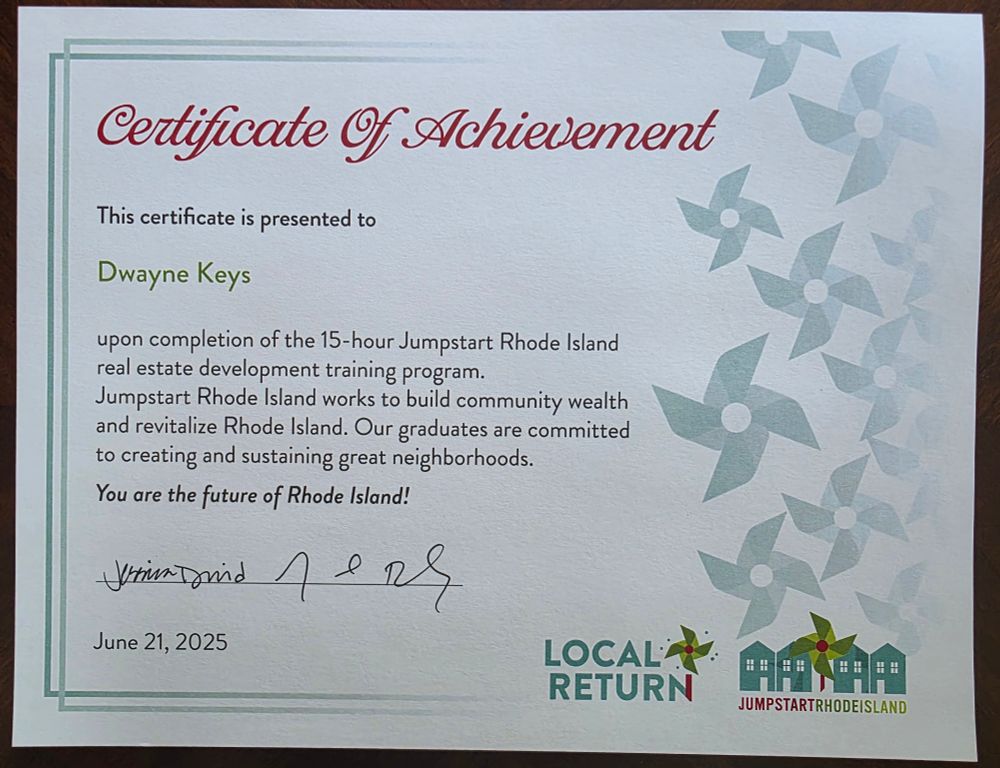 Certificate Of Achievement
This certificate is presented to
Dwayne Keys
upon completion of the 15-hour Jumpstart Rhode Island
real estate development training program.
Jumpstart Rhode Island works to build community wealth
and revitalize Rhode Island. Our graduates are committed
to creating and sustaining great neighborhoods.
You are the future of Rhode Island!
June 21, 2025
LOCAL
RETURN
JUMPSTARTRHODEISLAND